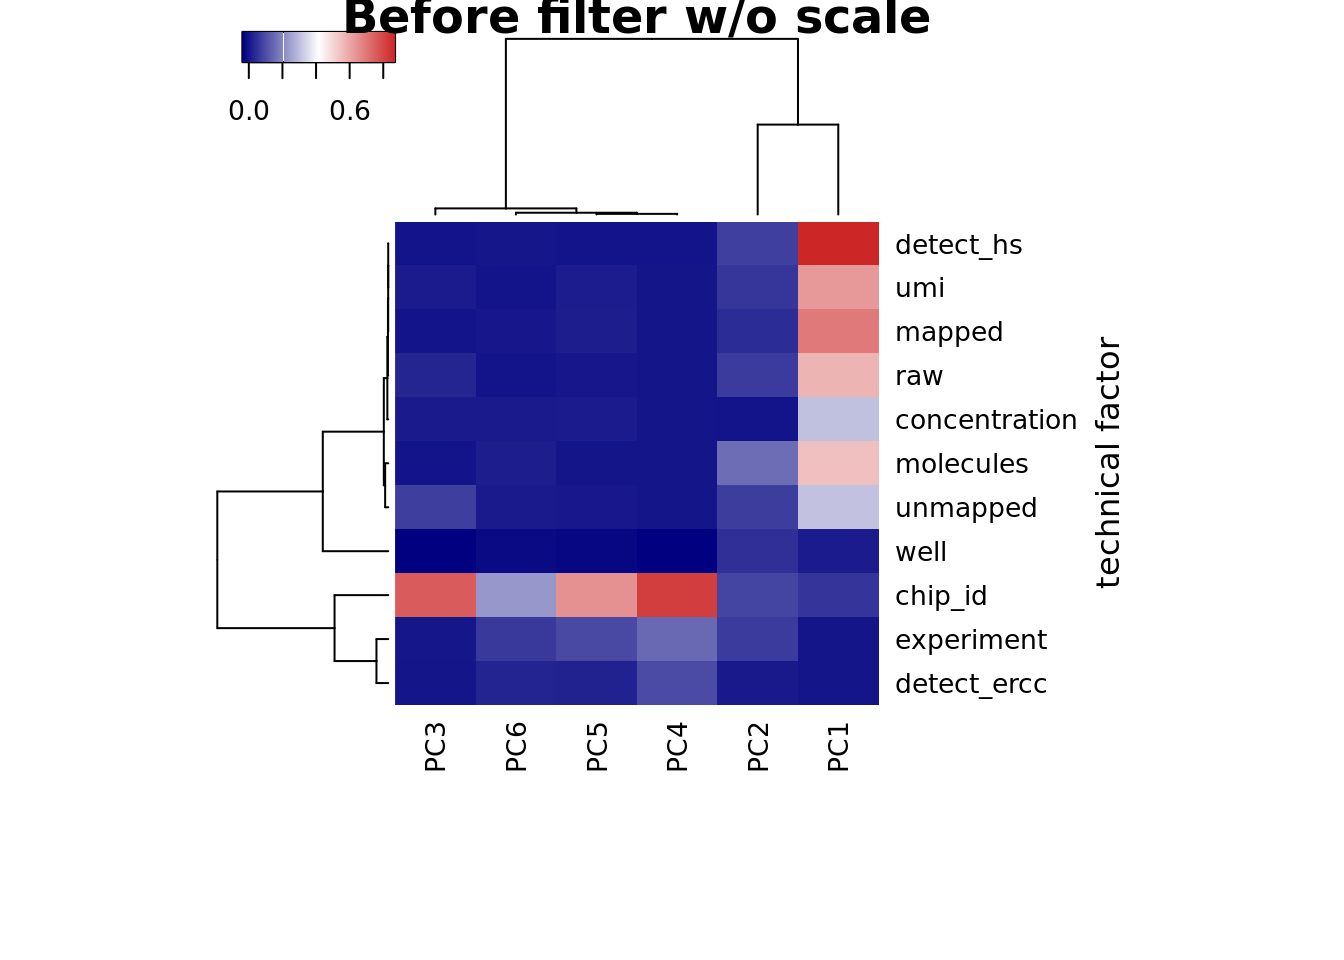 Before filter w/o scale
0.0 0.6
detect_hs
umi
mapped
raw
concentration
molecules
unmapped
well
chip_id
experiment
detect_ercc
technical factor
PC3 PC6 PC5 PC4 PC2 PC1